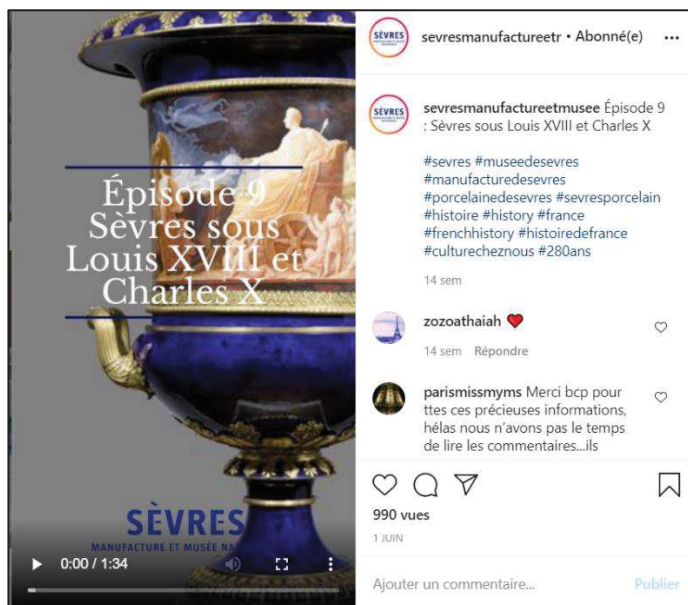 Épisode 9
Sèvres sous
Louis XVIII et
Charles X
SÈVRES
MANUFACTURE ET MUSÉE NA
0:00 / 1:34
SÈVRES
sevresmanufactureetr • Abonné(e)
SÈVRES
sevresmanufactureetmusee Épisode 9
: Sèvres sous Louis XVIII et Charles X
#sevres #museedesevres
#manufacturedesevres
#porcelainedesevres #sevresporcelain
#histoire #history #france
#frenchhistory #histoiredefrance
#culturecheznous #280ans
14 sem
zozoathaiah ❤
14 sem Répondre
parismissmyms Merci bcp pour
ttes ces précieuses informations,
hélas nous n'avons pas le temps
de lire les commentaires...ils
990 vues
1 JUIN
Ajouter un commentaire...
Publier